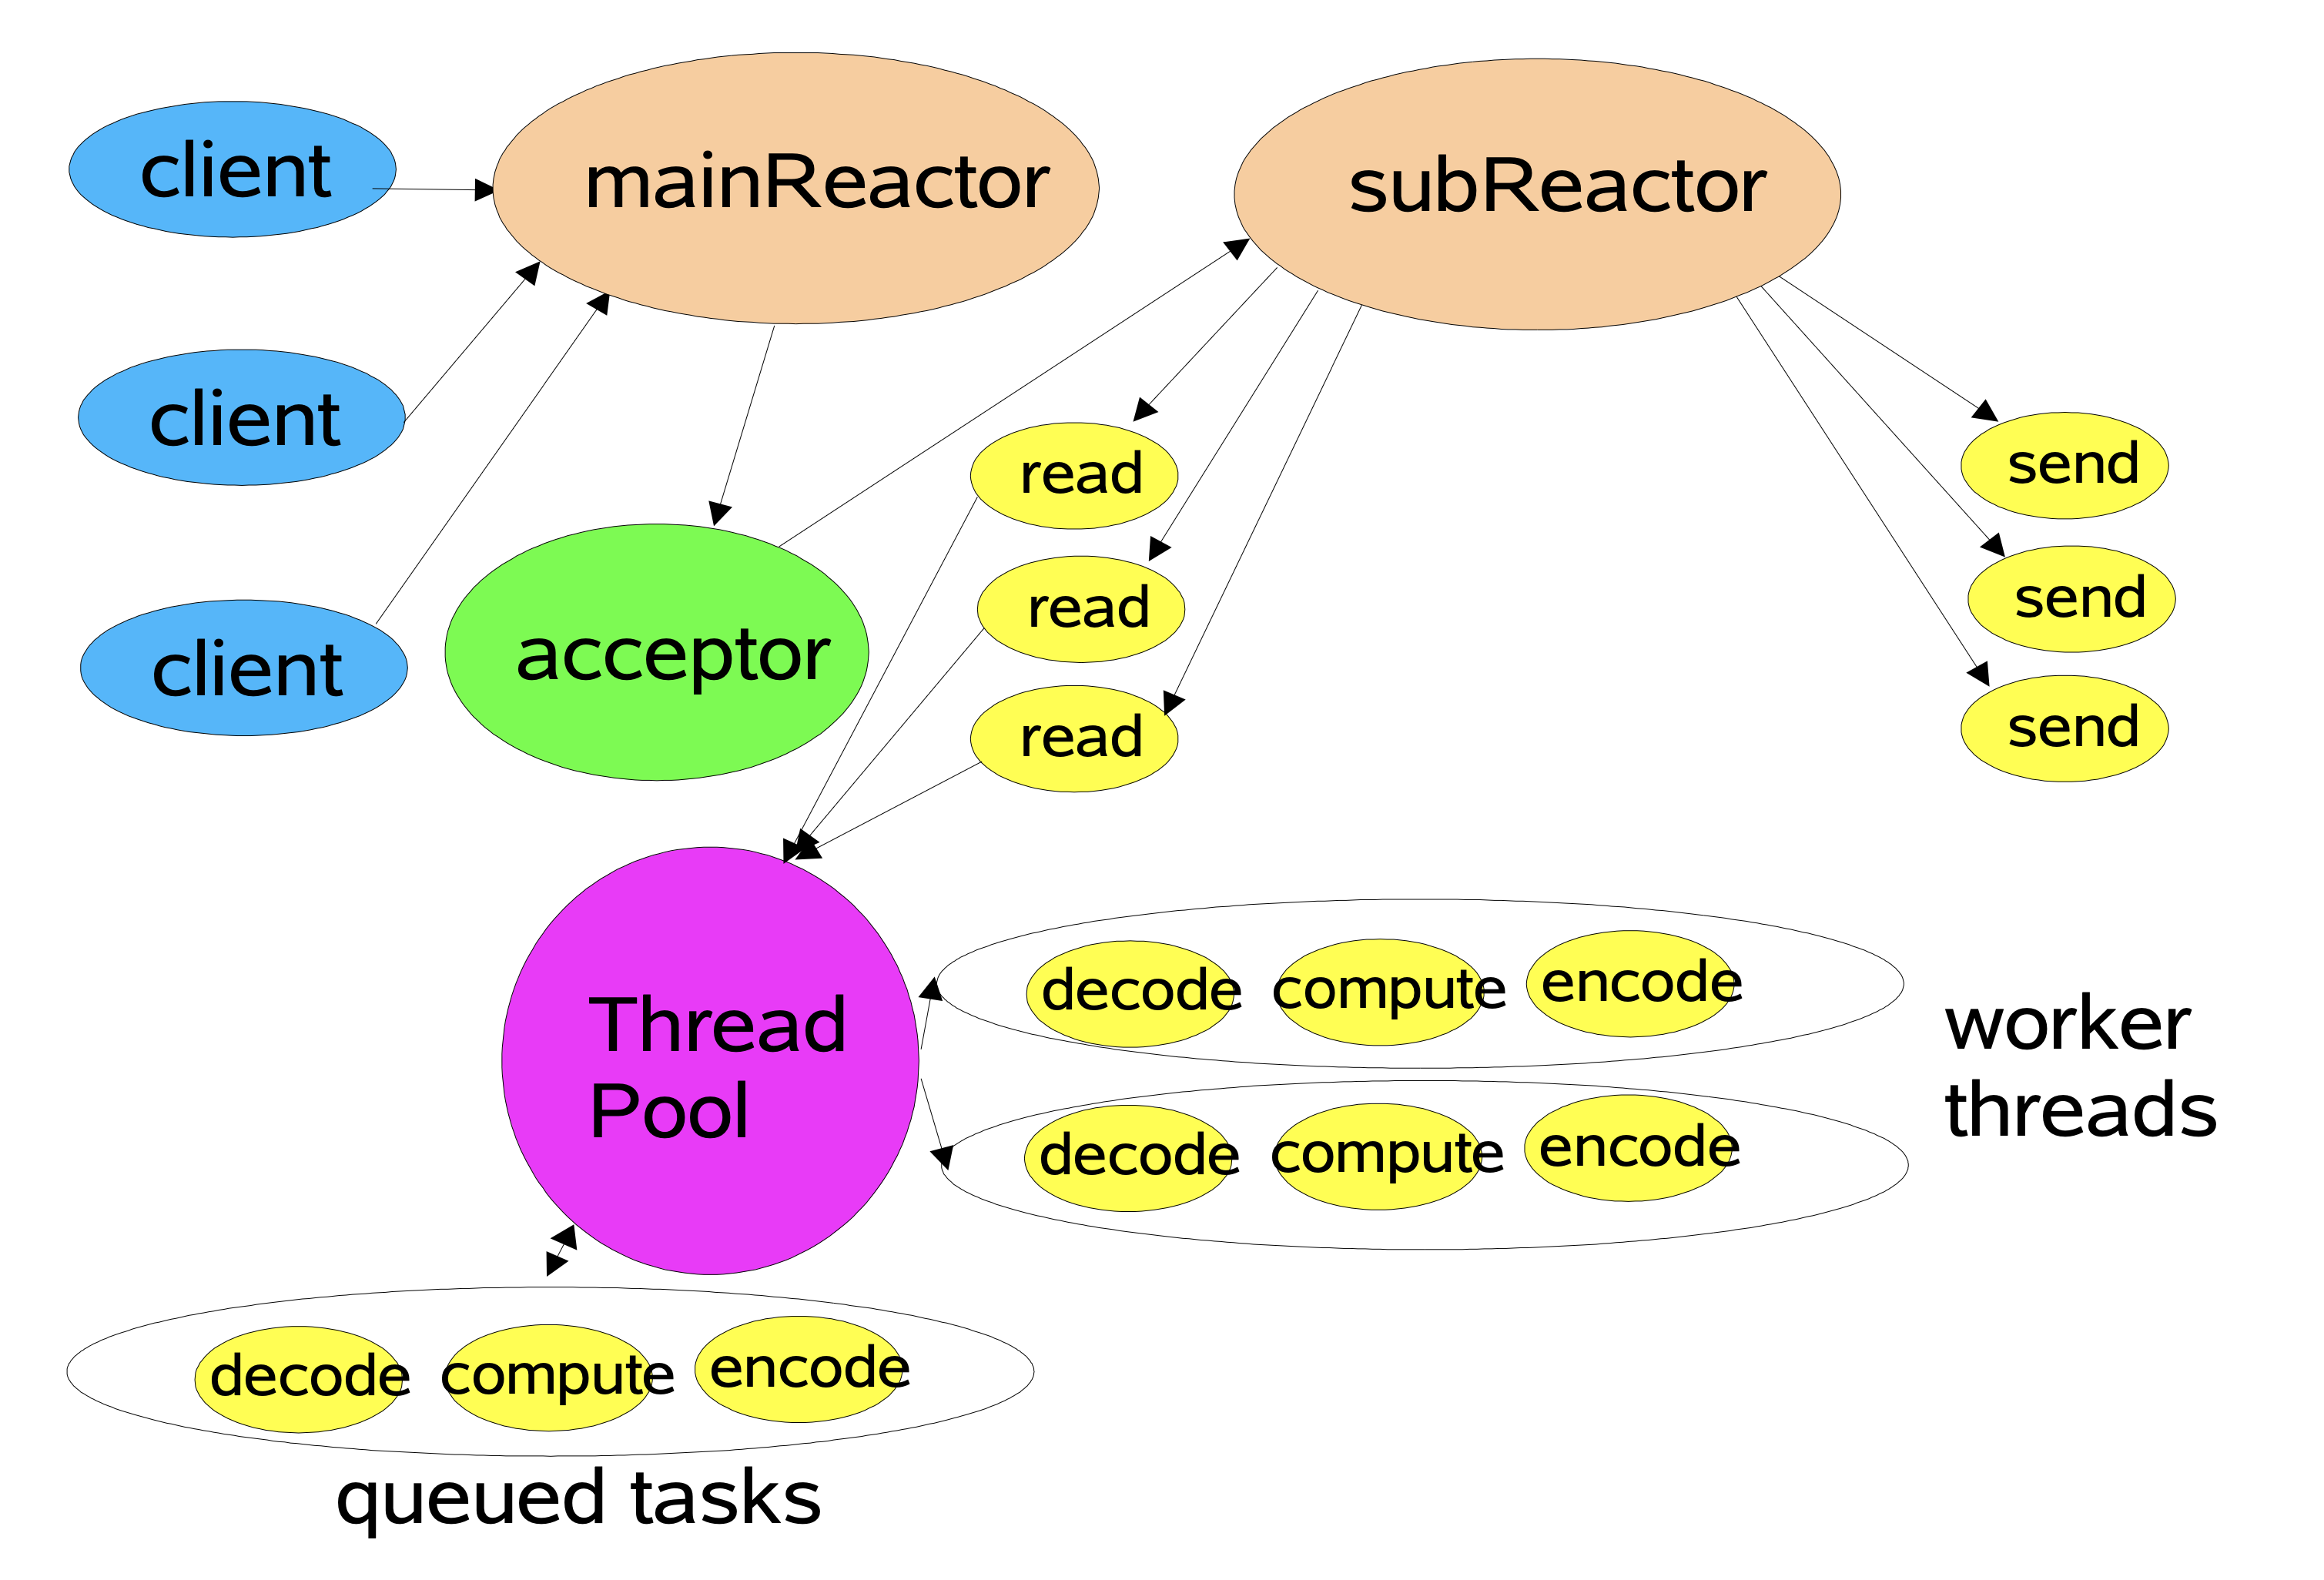 client
mainReactor
subReactor
client
client
acceptor
read
read
read
send
send
send
Thread
Pool
decode
compute
encode
decode
compute
encode
worker
threads
decode
compute
encode
queued tasks